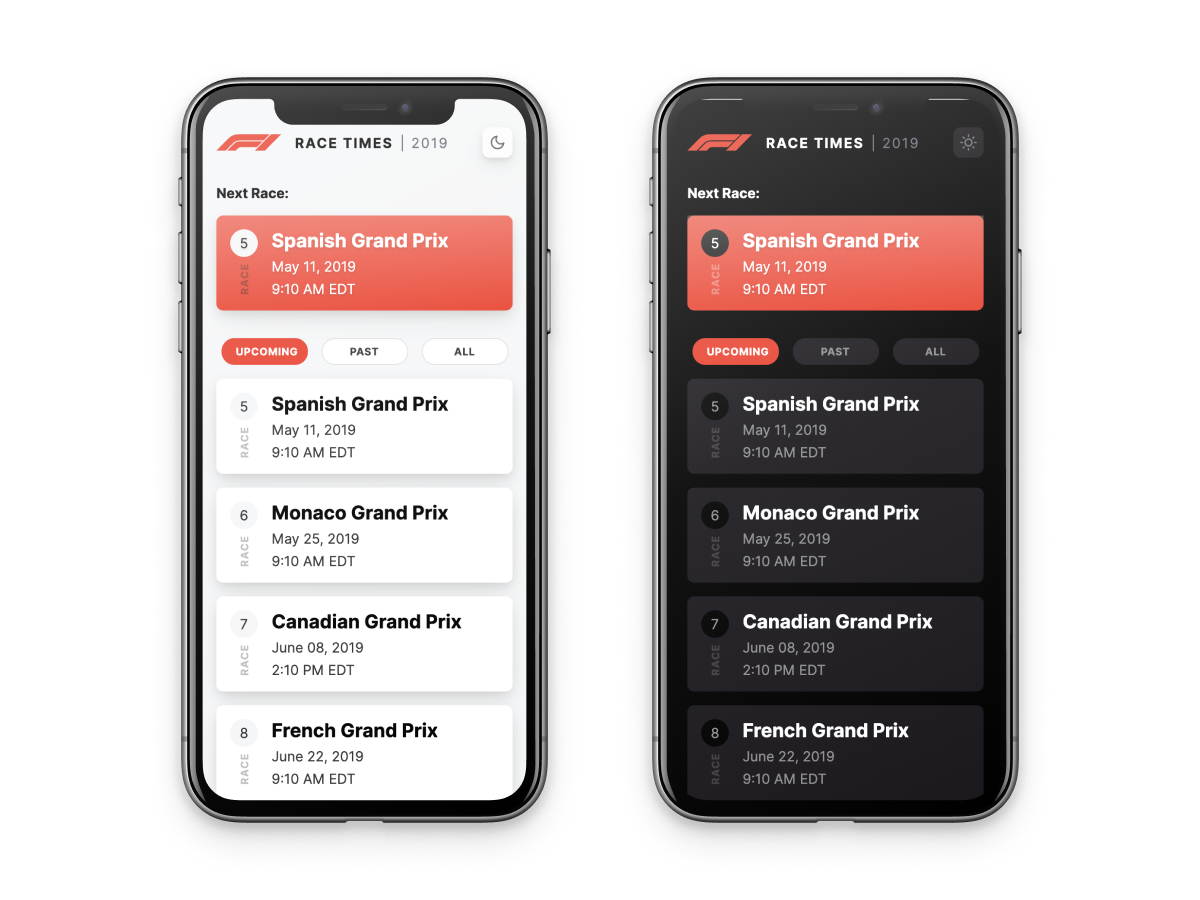 RACE TIMES | 2019
Next Race:
5
RACE
Spanish Grand Prix
May 11, 2019
9:10 AM EDT
UPCOMING
PAST
ALL
5
RACE
Spanish Grand Prix
May 11, 2019
9:10 AM EDT
6
RACE
Monaco Grand Prix
May 25, 2019
9:10 AM EDT
7
RACE
Canadian Grand Prix
June 08, 2019
2:10 PM EDT
8
RACE
French Grand Prix
June 22, 2019
9:10 AM EDT
RACE TIMES | 2019
Next Race:
5
RACE
Spanish Grand Prix
May 11, 2019
9:10 AM EDT
UPCOMING
PAST
ALL
5
RACE
Spanish Grand Prix
May 11, 2019
9:10 AM EDT
6
RACE
Monaco Grand Prix
May 25, 2019
9:10 AM EDT
7
RACE
Canadian Grand Prix
June 08, 2019
2:10 PM EDT
8
RACE
French Grand Prix
June 22, 2019
9:10 AM EDT